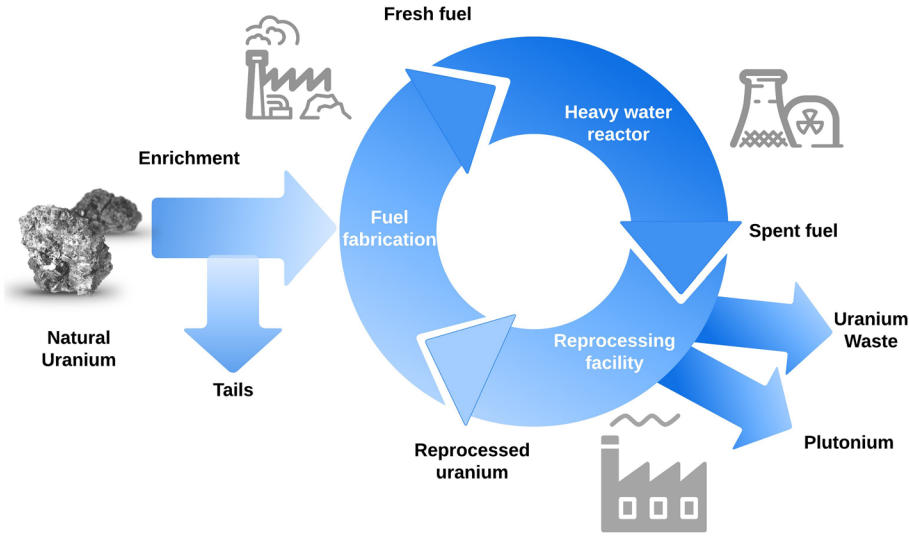 Fresh fuel
Heavy water
reactor
Enrichment
Fuel
fabrication
Spent fuel
Natural
Uranium
Tails
Reprocessing
facility
Uranium
Waste
Reprocessed
uranium
Plutonium